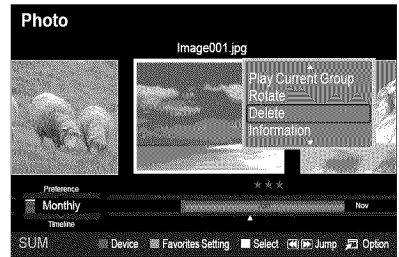 Photo
Image001.jpg
Play Current Group
Rotate
Delete
Information
Preference
Monthly
Nov
Timeline
SUM
Device
Favorites Setting
Select
Jump
Option